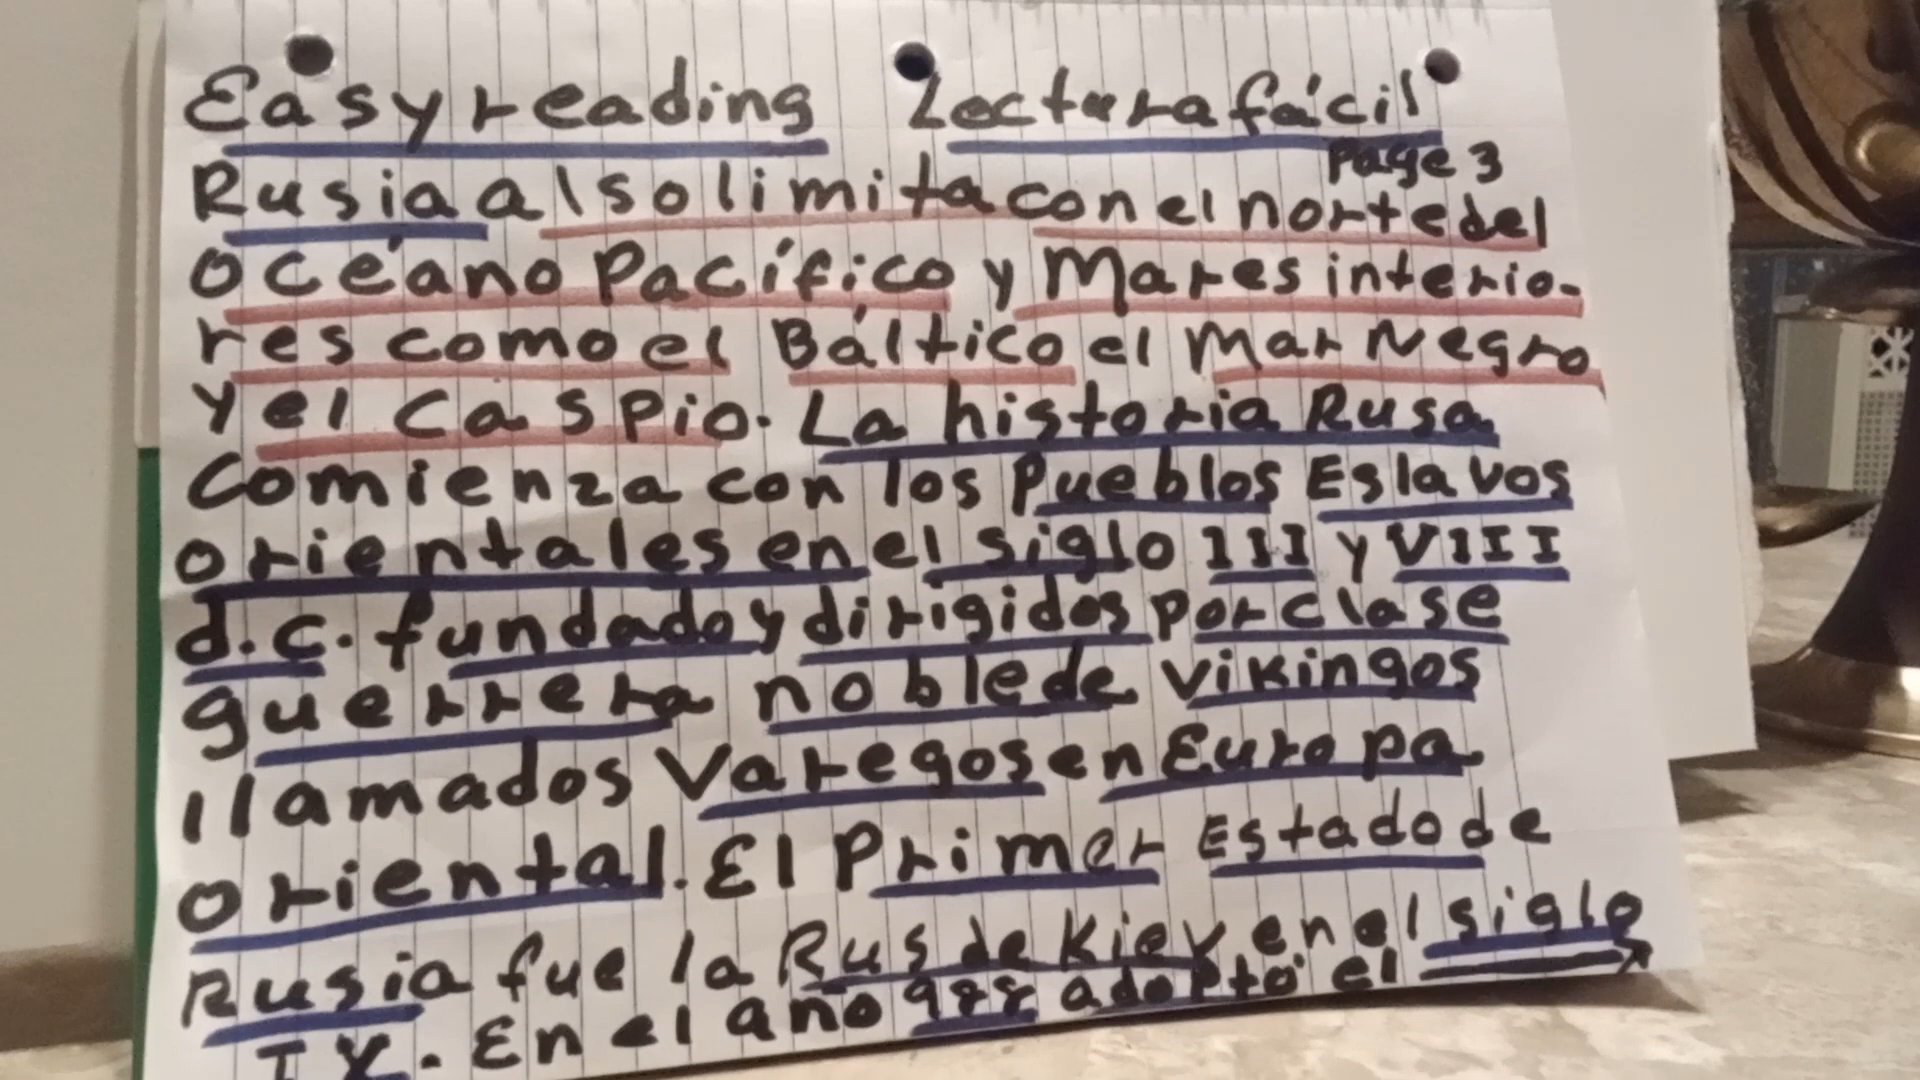 Easy reading Lectura fácil
Page 3
Rusia also limita con el norte del
océano Pacífico y Mares interio-
res como el Báltico el Mar Negro
y el Caspio. La historia Rusa
Comienza con los Pueblos Eslavos
orientales en el siglo III y VIII
d.c. fundado y dirigidos por clase
guerrera noble de vikingos
llamados Varegos en Europa
oriental. El Primer Estado de
Rusia fue la Rus de Kiev en el siglo
IX. En el año 988 adoptó el